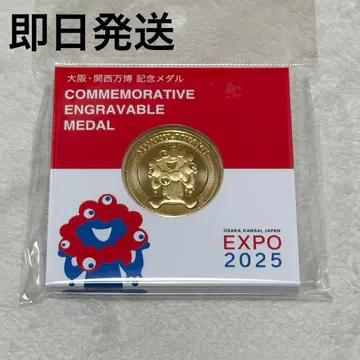 即日発送
大阪・関西万博 記念メダル
COMMEMORATIVE
ENGRAVABLE
MEDAL
OSAKA, KANSAI, JAPAN
EXPO
2025